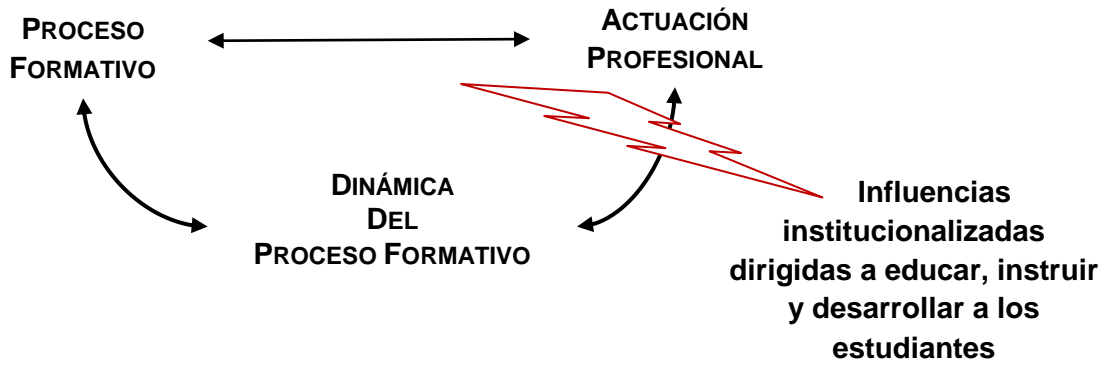 PROCESO
FORMATIVO
ACTUACIÓN
PROFESIONAL
DINÁMICA
DEL
PROCESO FORMATIVO
Influencias
institucionalizadas
dirigidas a educar, instruir
y desarrollar a los
estudiantes